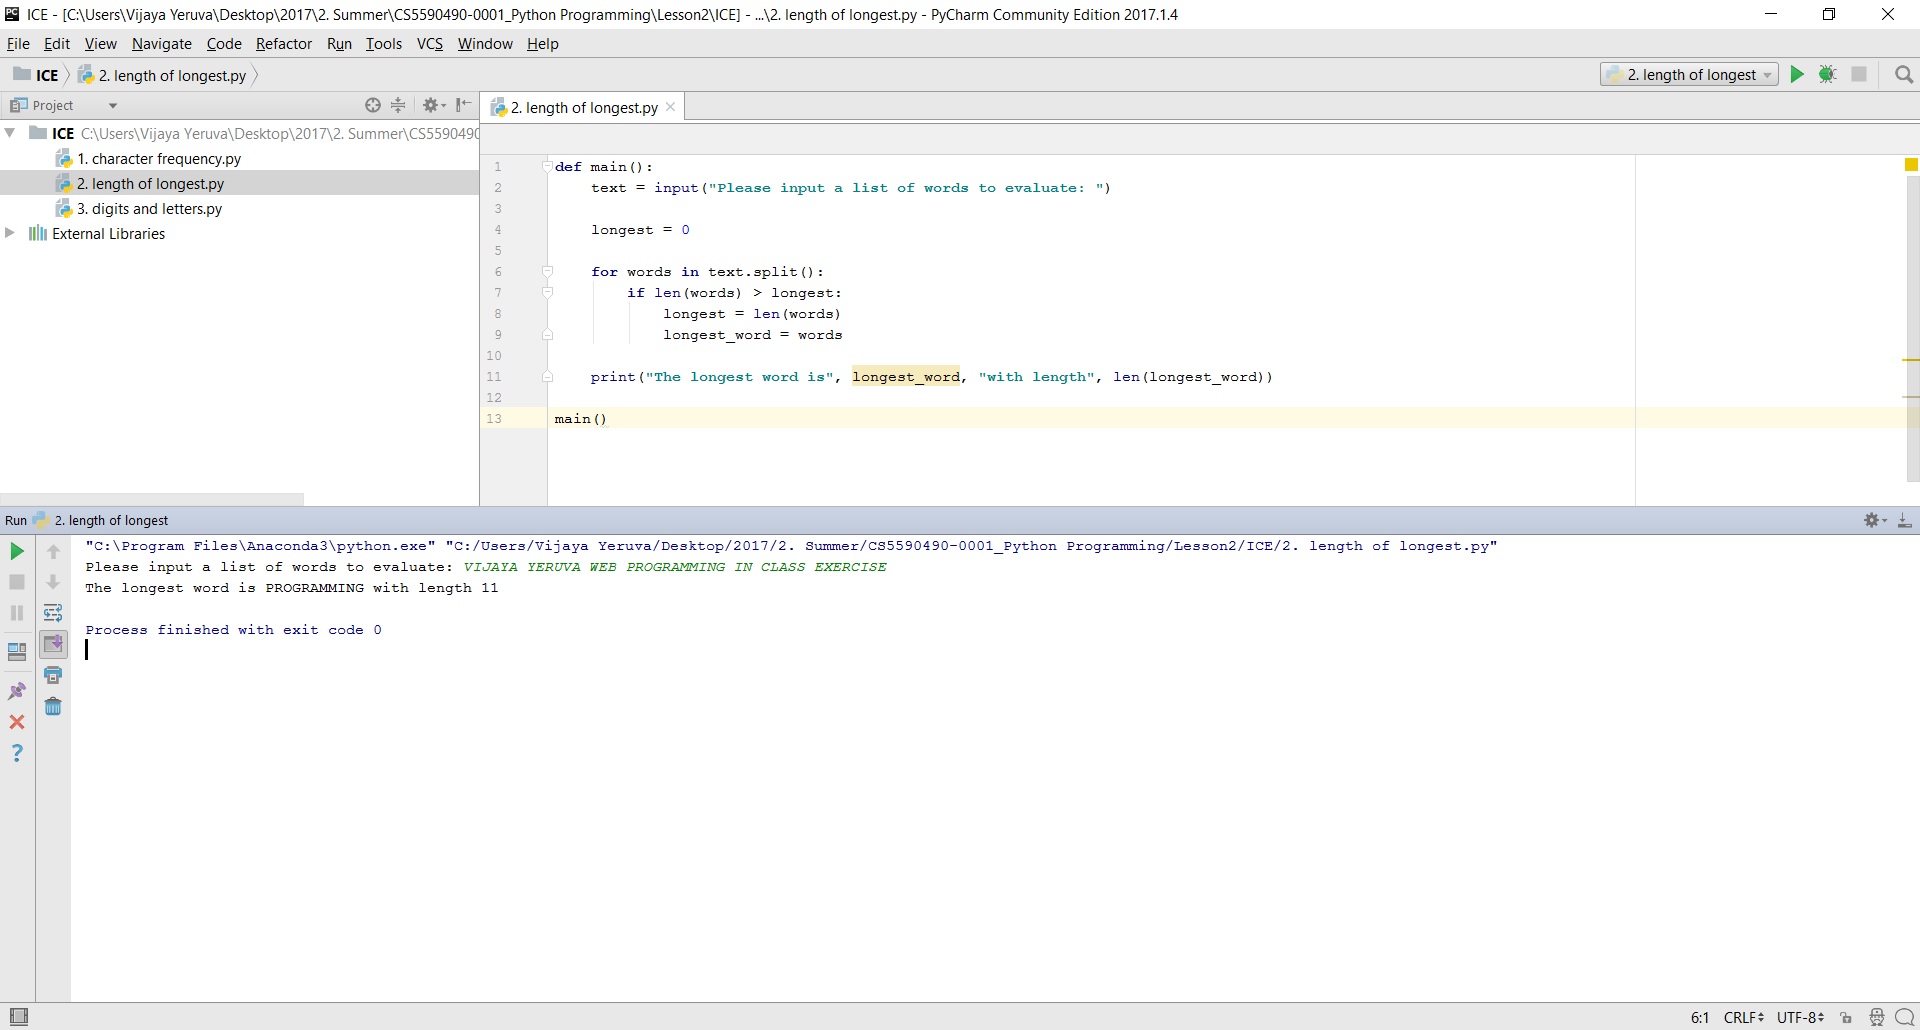 ICE - [C:\Users\Vijaya Yeruva\Desktop\2017\2. Summer\CS5590490-0001_Python Programming\Lesson2\ICE] - ...\2. length of longest.py - PyCharm Community Edition 2017.1.4
File Edit View Navigate Code Refactor Run Tools VCS Window Help
ICE 2. length of longest.py 2. length of longest
Project
2. length of longest.py
ICE C:\Users\Vijaya Yeruva\Desktop\2017\2. Summer\CS5590490
1. character frequency.py
2. length of longest.py
3. digits and letters.py
External Libraries
1 def main():
2 text = input("Please input a list of words to evaluate: ")
3
4 longest = 0
5
6 for words in text.split():
7 if len(words) > longest:
8 longest = len(words)
9 longest_word = words
10
11 print("The longest word is", longest_word, "with length", len(longest_word))
12
13 main()
Run 2. length of longest
"C:\Program Files\Anaconda3\python.exe" "C:/Users/Vijaya Yeruva/Desktop/2017/2. Summer/CS5590490-0001_Python Programming/Lesson2/ICE/2. length of longest.py"
Please input a list of words to evaluate: VIJAYA YERUVA WEB PROGRAMMING IN CLASS EXERCISE
The longest word is PROGRAMMING with length 11
Process finished with exit code 0
6:1 CRLF UTF-8